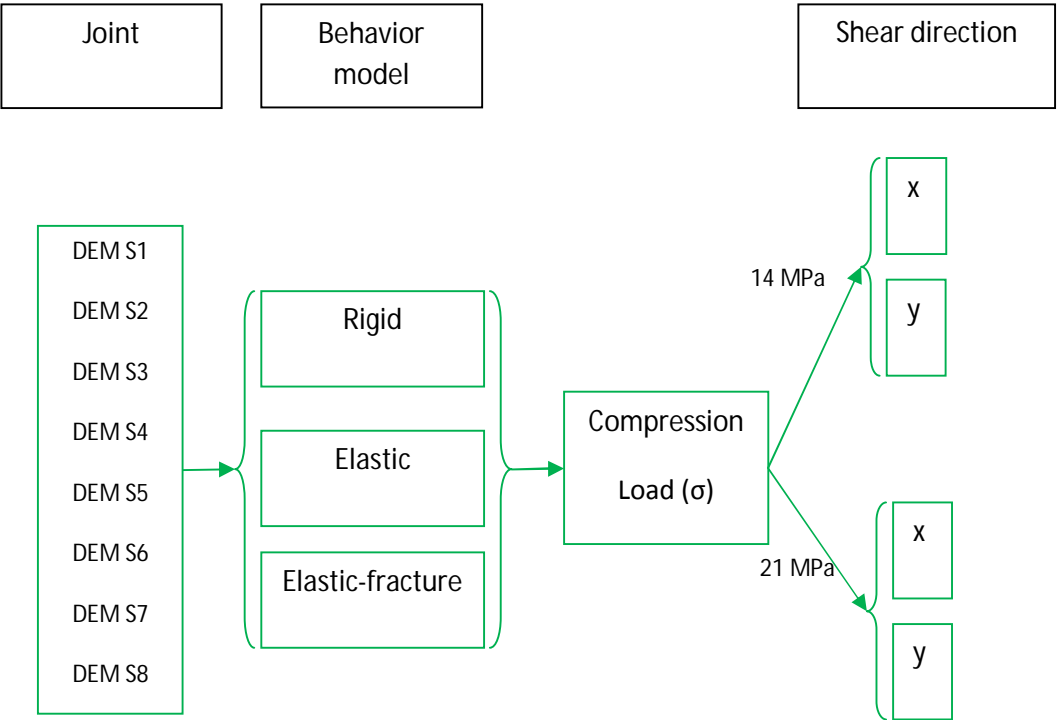 Joint
Behavior
model
Shear direction
DEM S1
DEM S2
DEM S3
DEM S4
DEM S5
DEM S6
DEM S7
DEM S8
Rigid
Elastic
Elastic-fracture
Compression
Load (σ)
14 MPa
x
y
21 MPa
x
y